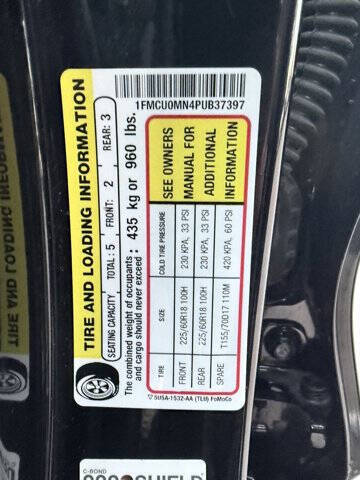 1FMCU0MN4PUB37397
TIRE AND LOADING INFORMATION
SEATING CAPACITY TOTAL: 5 FRONT: 2 REAR: 3
The combined weight of occupants
and cargo should never exceed : 435 kg or 960 lbs.
TIRE SIZE COLD TIRE PRESSURE SEE OWNERS
FRONT 225/60R18 100H 230 KPA, 33 PSI MANUAL FOR
REAR 225/60R18 100H 230 KPA, 33 PSI ADDITIONAL
SPARE T155/70D17 110M 420 KPA, 60 PSI INFORMATION
5U5A-1532-AA (TLU) FoMoCo
C-BOND